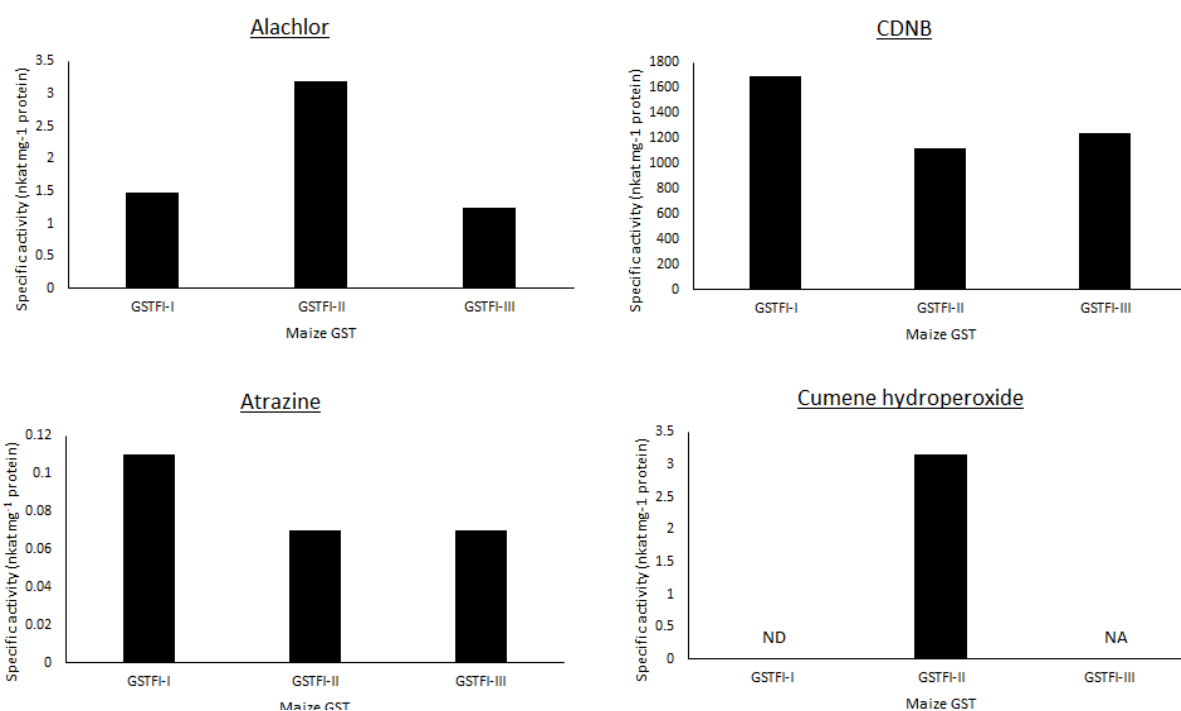 Alachlor
Specific activity (nkat mg-1 protein)
3.5
3
2.5
2
1.5
1
0.5
0
GSTFI-I GSTFI-II GSTFI-III
Maize GST
CDNB
Specific activity (nkat mg-1 protein)
1800
1600
1400
1200
1000
800
600
400
200
0
GSTFI-I GSTFI-II GSTFI-III
Maize GST
Atrazine
Specific activity (nkat mg-1 protein)
0.12
0.1
0.08
0.06
0.04
0.02
0
GSTFI-I GSTFI-II GSTFI-III
Maize GST
Cumene hydroperoxide
Specific activity (nkat mg-1 protein)
3.5
3
2.5
2
1.5
1
0.5
0
ND NA
GSTFI-I GSTFI-II GSTFI-III
Maize GST